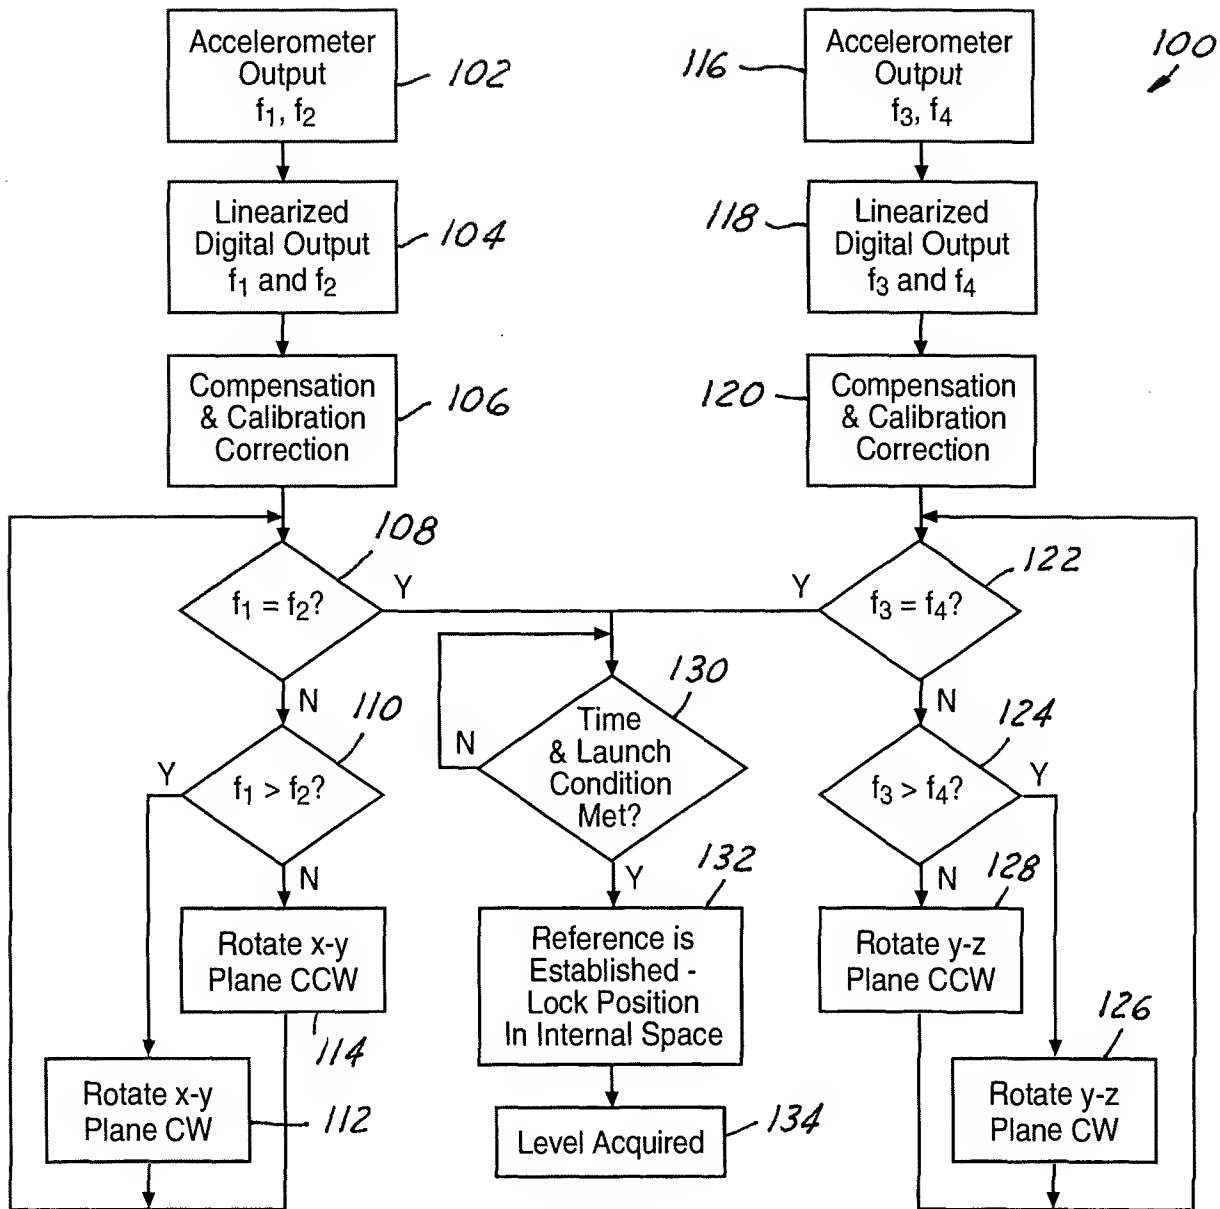 Accelerometer
Output
f1, f2
102
Linearized
Digital Output
f1 and f2
104
Compensation
& Calibration
Correction
106
f1 = f2?
108
Y
N
f1 > f2?
110
Y
N
Rotate x-y
Plane CCW
114
Rotate x-y
Plane CW
112
100
Accelerometer
Output
f3, f4
116
Linearized
Digital Output
f3 and f4
118
Compensation
& Calibration
Correction
120
f3 = f4?
122
Y
N
f3 > f4?
124
Y
N
Rotate y-z
Plane CCW
128
Rotate y-z
Plane CW
126
Time
& Launch
Condition
Met?
130
N
Y
Reference is
Established -
Lock Position
In Internal Space
132
Level Acquired
134